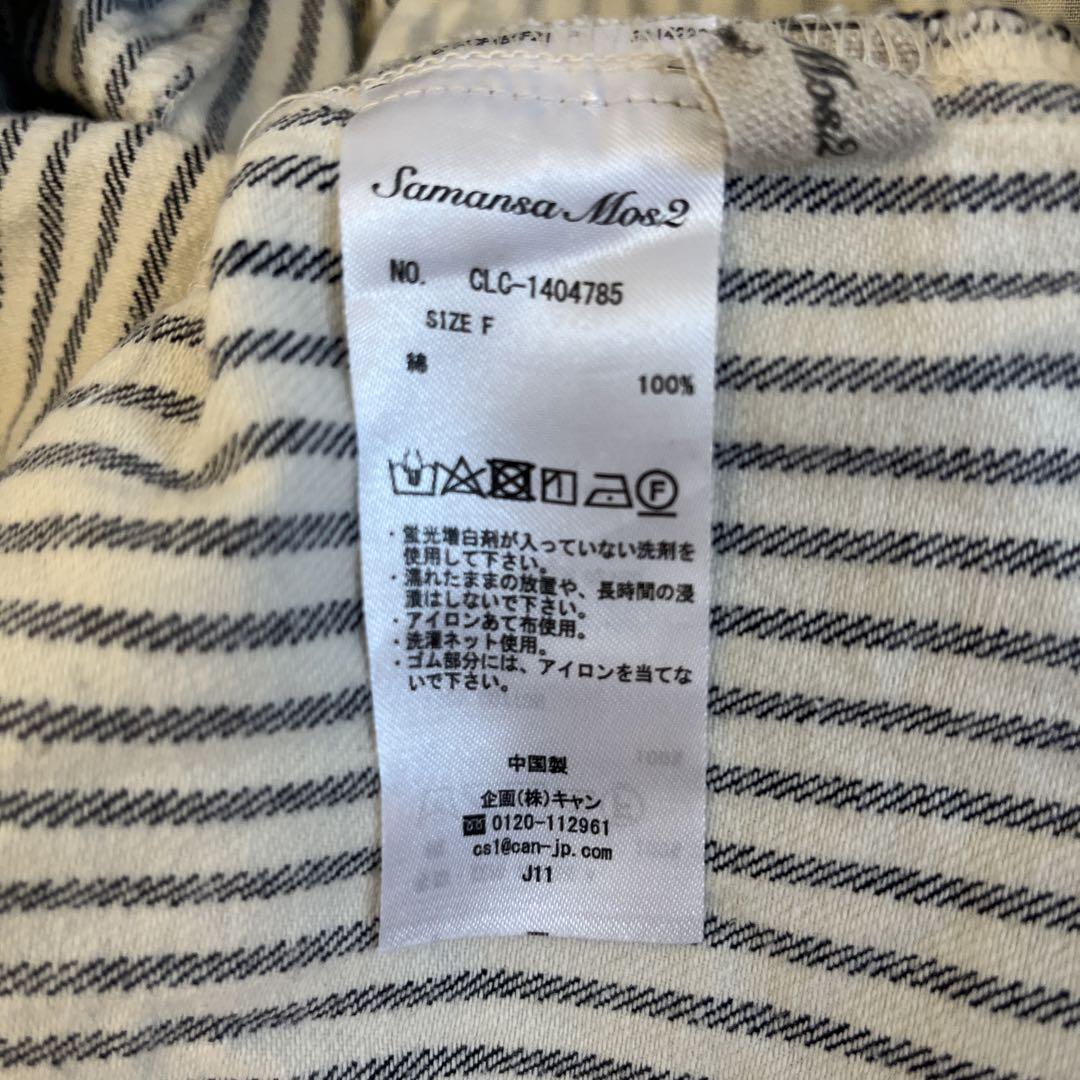 Mos2
Samansa Mos2
NO. CLC-1404785
SIZE F
綿
100%
F
・蛍光増白剤が入っていない洗剤を
使用して下さい。
・濡れたままの放置や、長時間の浸
漬はしないで下さい。
・アイロンあて布使用。
・洗濯ネット使用。
・ゴム部分には、アイロンを当てな
いで下さい。
中国製
企画(株)キャン
0120-112961
cs1@can-jp.com
J11